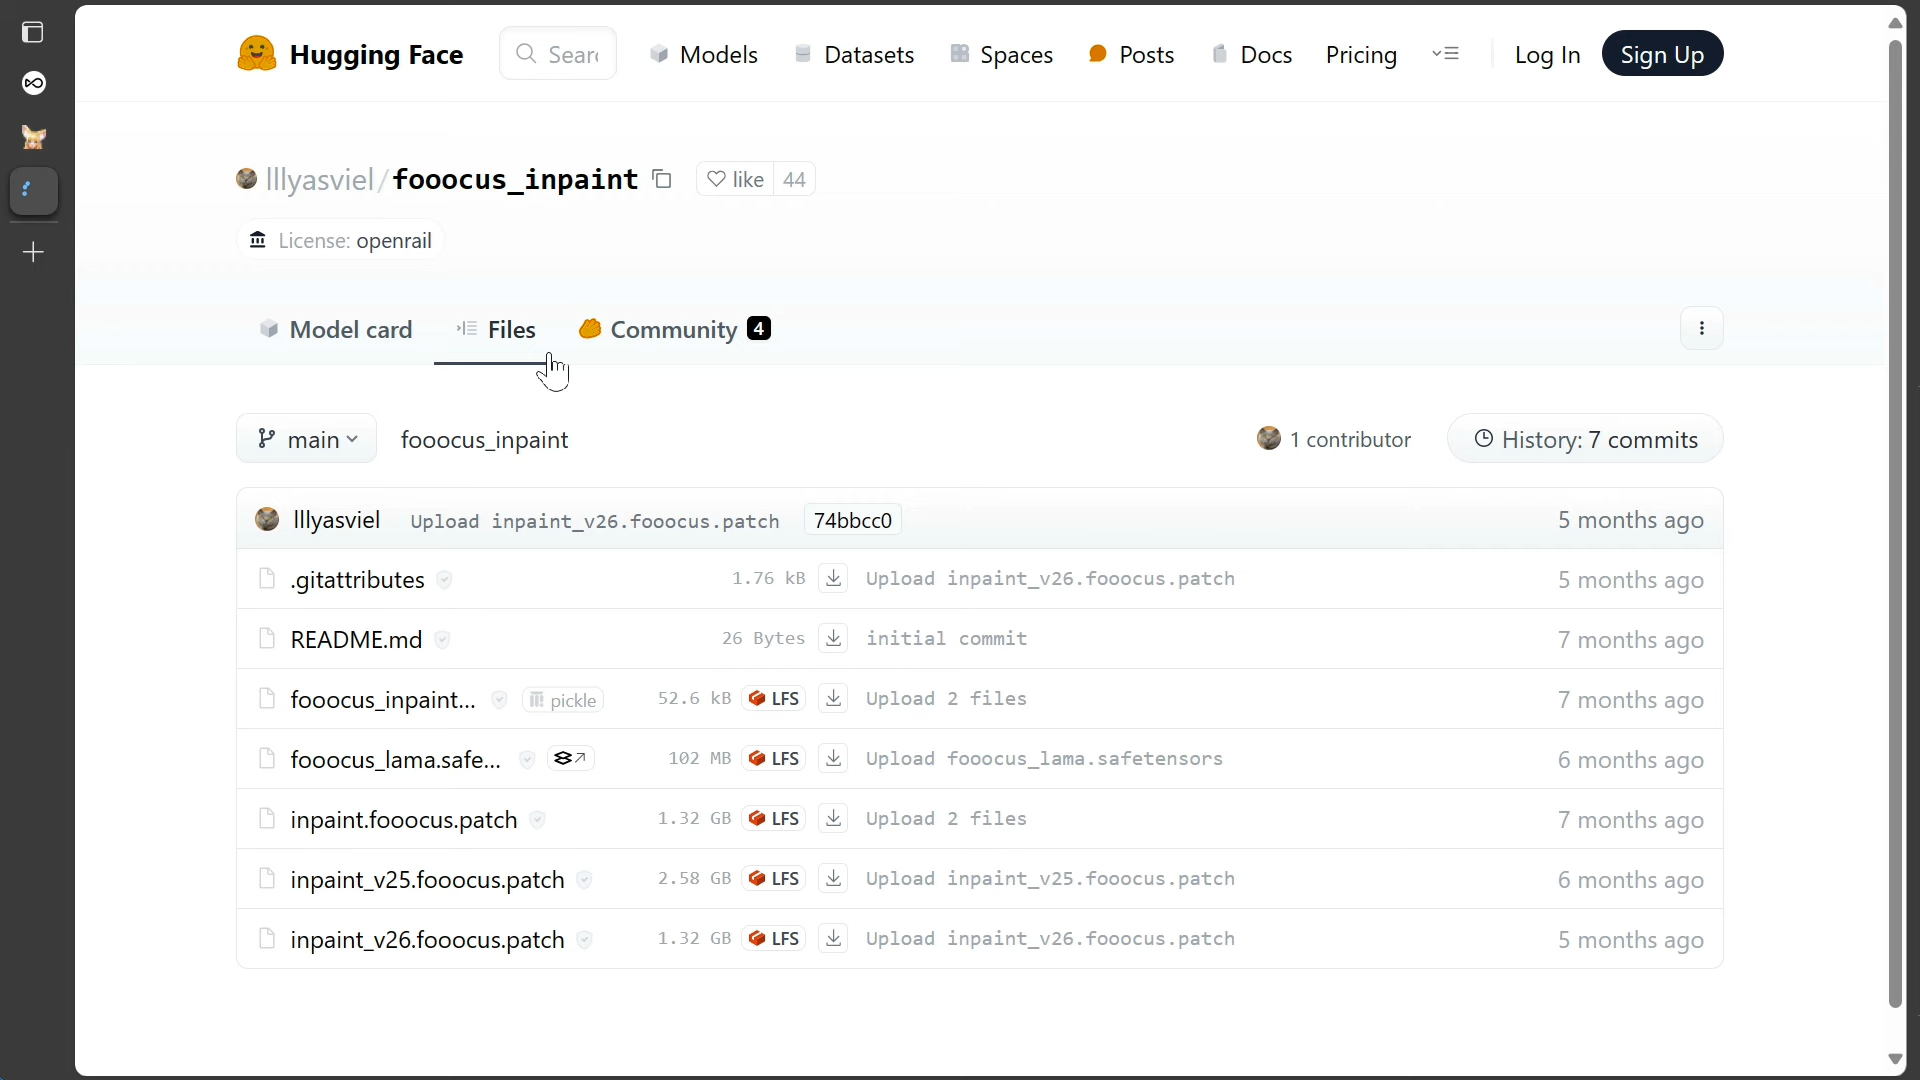 Hugging Face Searc Models Datasets Spaces Posts Docs Pricing Log In Sign Up
lllyasviel/fooocus_inpaint like 44
License: openrail
Model card Files Community 4
main fooocus_inpaint 1 contributor History: 7 commits
lllyasviel Upload inpaint_v26.fooocus.patch 74bbcc0 5 months ago
.gitattributes 1.76 kB Upload inpaint_v26.fooocus.patch 5 months ago
README.md 26 Bytes initial commit 7 months ago
fooocus_inpaint... pickle 52.6 kB LFS Upload 2 files 7 months ago
fooocus_lama.safe... 102 MB LFS Upload fooocus_lama.safetensors 6 months ago
inpaint.fooocus.patch 1.32 GB LFS Upload 2 files 7 months ago
inpaint_v25.fooocus.patch 2.58 GB LFS Upload inpaint_v25.fooocus.patch 6 months ago
inpaint_v26.fooocus.patch 1.32 GB LFS Upload inpaint_v26.fooocus.patch 5 months ago